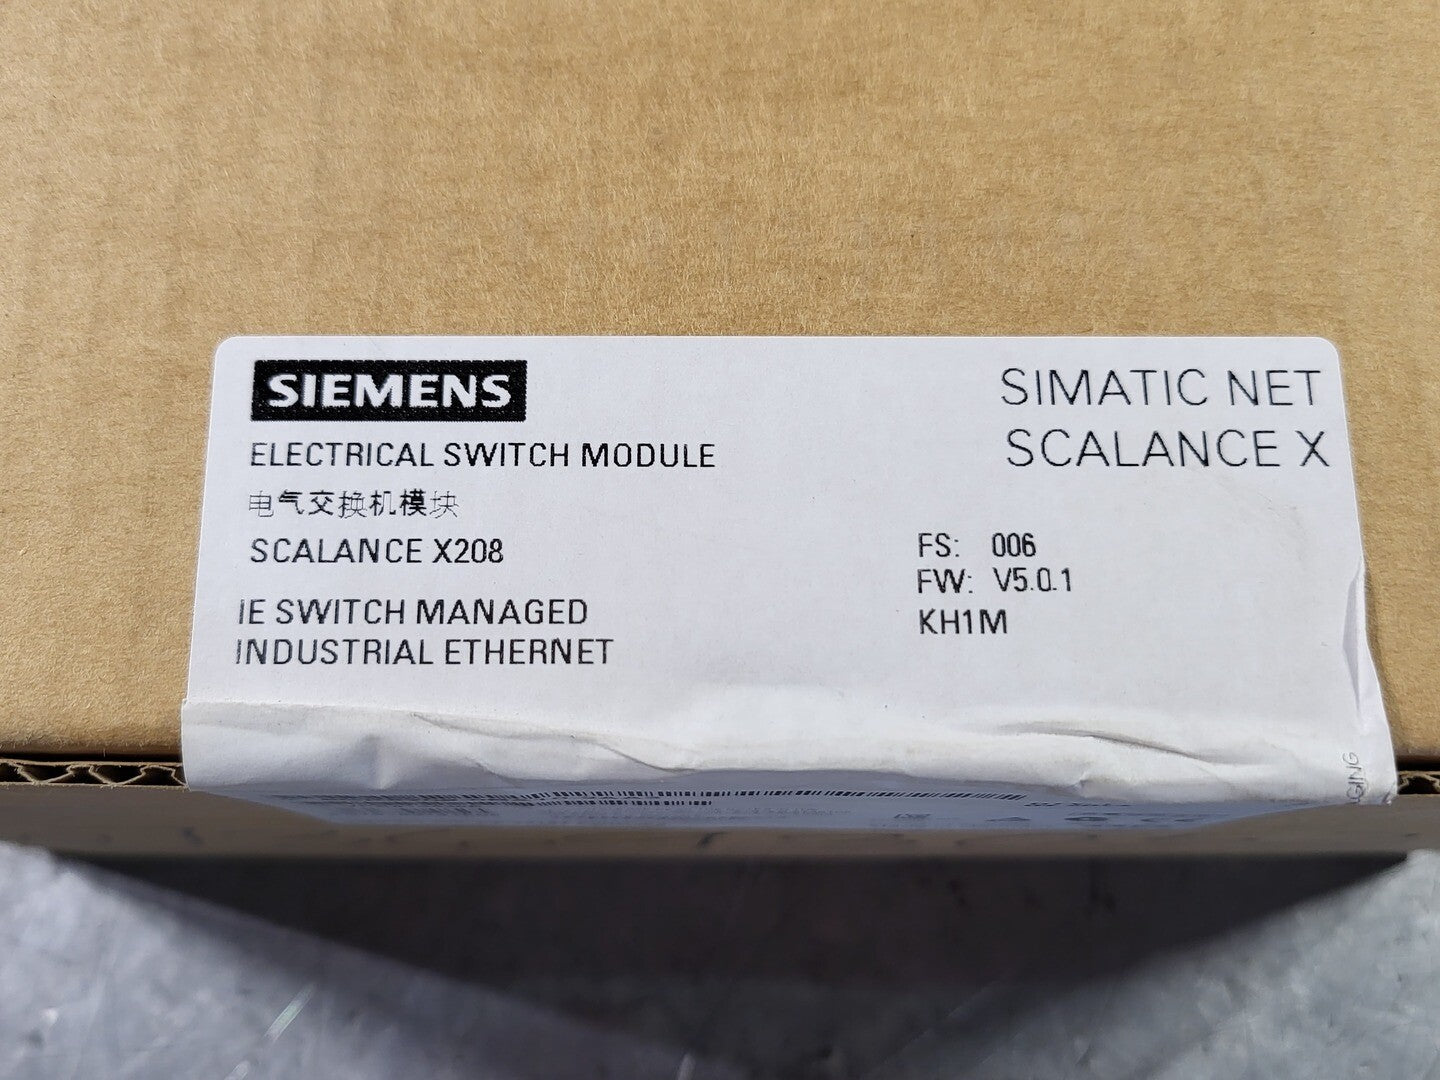 SIEMENS
SIMATIC NET
SCALANCE X
ELECTRICAL SWITCH MODULE
电气交换机模块
SCALANCE X208
IE SWITCH MANAGED
INDUSTRIAL ETHERNET
FS: 006
FW: V5.0.1
KH1M